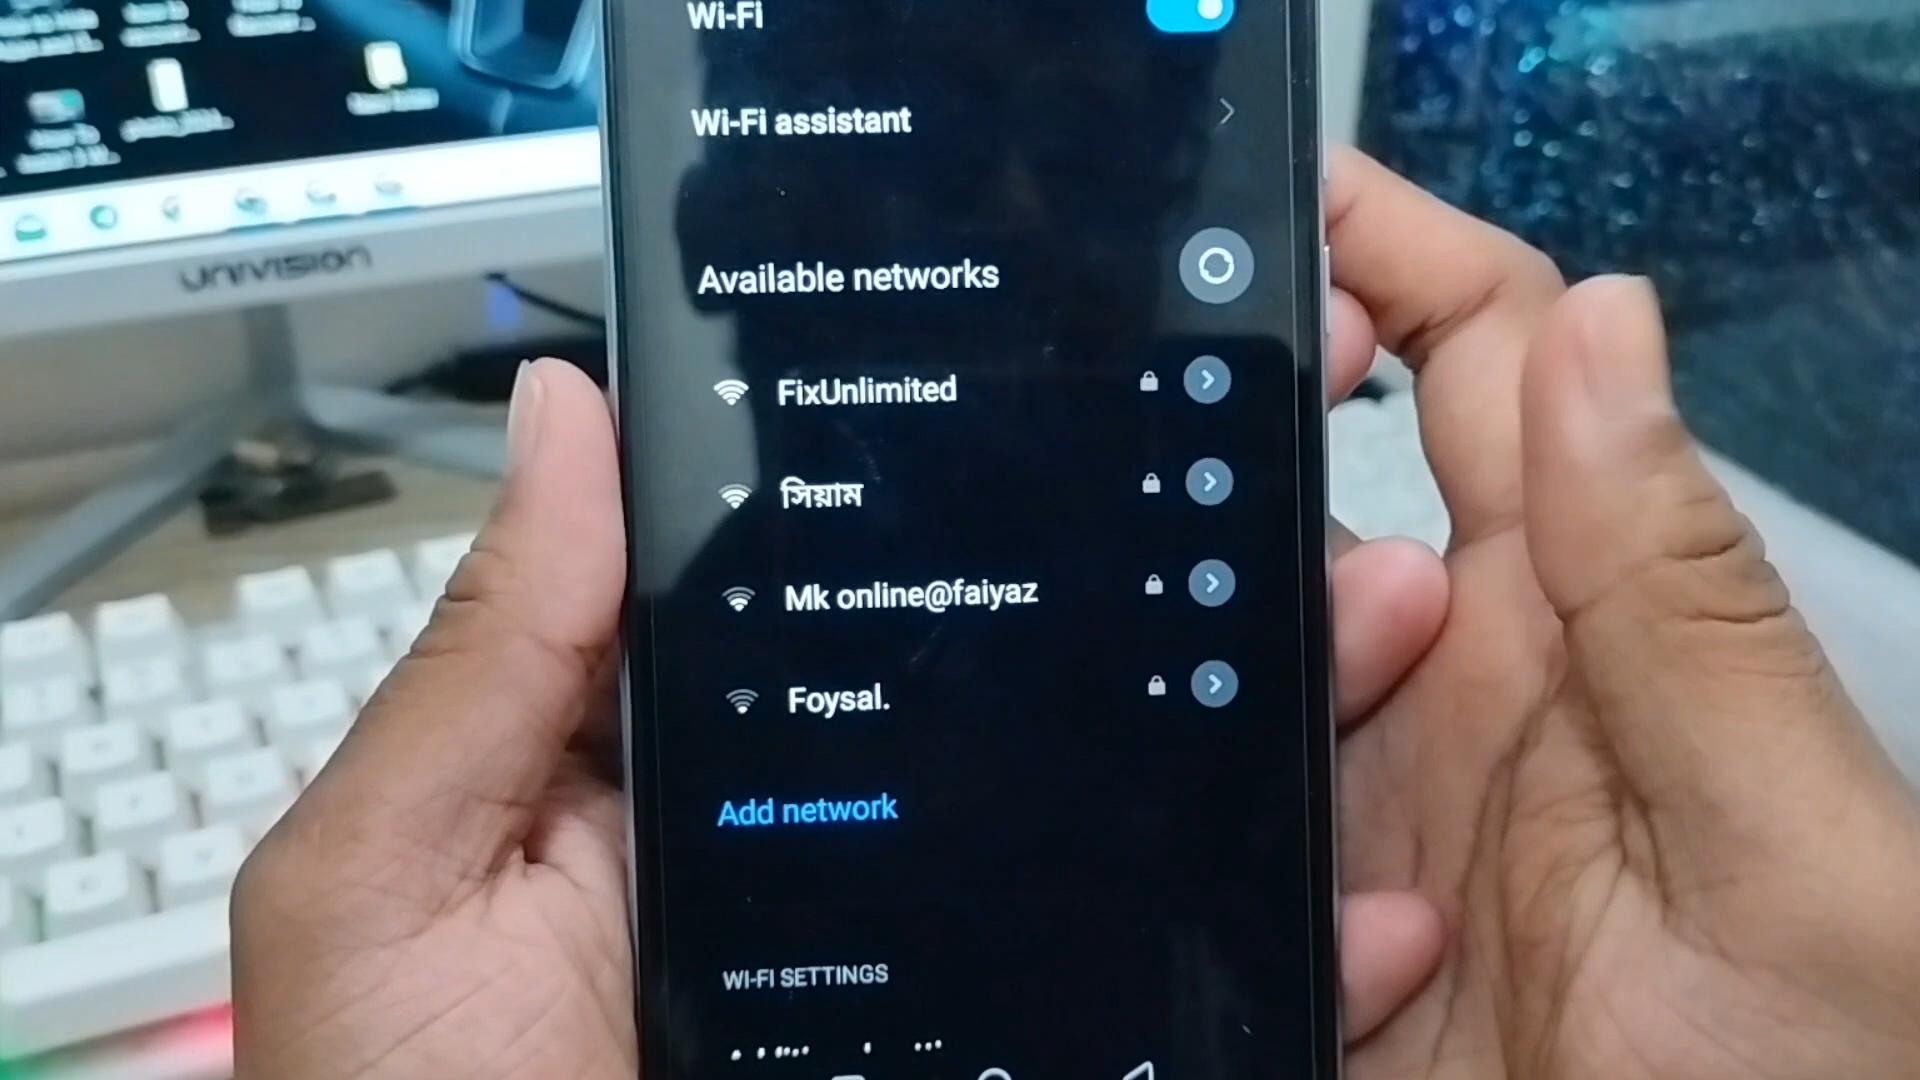 Wi-Fi
Wi-Fi assistant
Available networks
FixUnlimited
সিয়াম
Mk online@faiyaz
Foysal.
Add network
WI-FI SETTINGS
UNIVISION